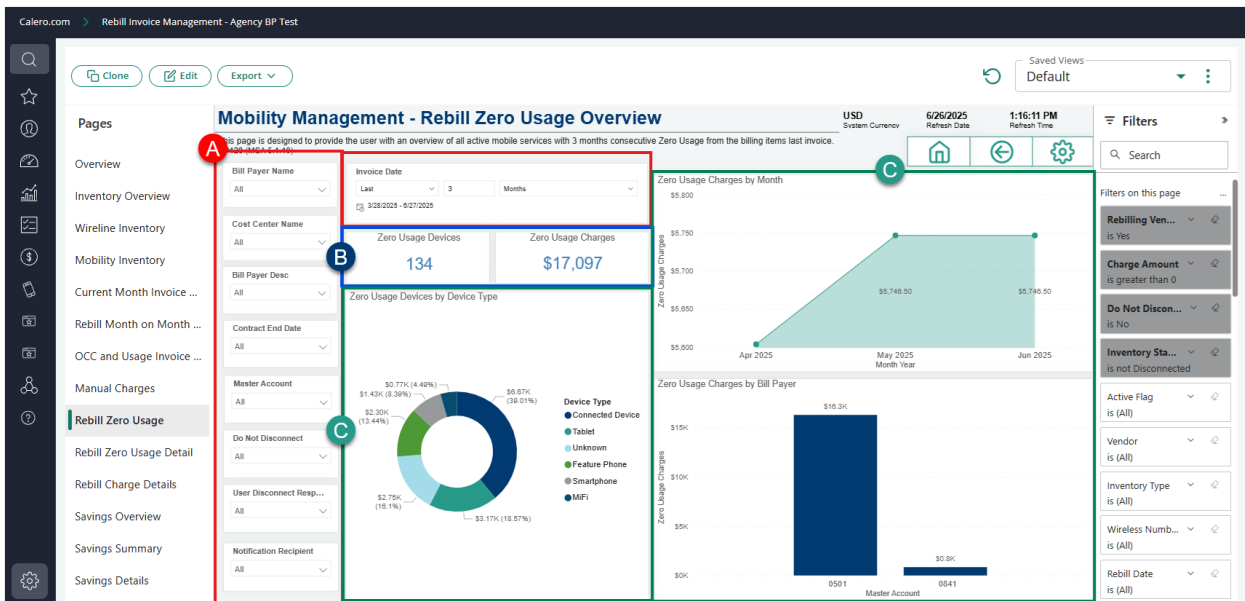 Calero.com > Rebill Invoice Management - Agency BP Test
Clone
Edit
Export
Saved Views
Default
Pages
Overview
Inventory Overview
Wireline Inventory
Mobility Inventory
Current Month Invoice ...
Rebill Month on Month ...
OCC and Usage Invoice ...
Manual Charges
Rebill Zero Usage
Rebill Zero Usage Detail
Rebill Charge Details
Savings Overview
Savings Summary
Savings Details
Mobility Management - Rebill Zero Usage Overview
USD
System Currency
6/26/2025
Refresh Date
1:16:11 PM
Refresh Time
This page is designed to provide the user with an overview of all active mobile services with 3 months consecutive Zero Usage from the billing items last invoice.
A
Bill Payer Name
All
Cost Center Name
All
Bill Payer Desc
All
Contract End Date
All
Master Account
All
Do Not Disconnect
All
User Disconnect Resp...
All
Notification Recipient
All
Invoice Date
Last 3 Months
3/28/2025 - 6/27/2025
B
Zero Usage Devices
134
Zero Usage Charges
$17,097
C
Zero Usage Devices by Device Type
$0.77K (4.49%)
$1.43K (8.39%)
$2.30K
(13.44%)
$2.75K
(16.1%)
$3.17K (18.57%)
$6.67K
(39.01%)
Device Type
Connected Device
Tablet
Unknown
Feature Phone
Smartphone
MiFi
C
Zero Usage Charges by Month
Zero Usage Charges
$5,800
$5,750
$5,700
$5,650
$5,600
$5,746.50
$5,746.50
Apr 2025
May 2025
Jun 2025
Month Year
Zero Usage Charges by Bill Payer
Zero Usage Charges
$15K
$10K
$5K
$0K
$16.3K
$0.8K
0501
0841
Master Account
Filters
Search
Filters on this page
...
Rebilling Ven...
is Yes
Charge Amount
is greater than 0
Do Not Discon...
is No
Inventory Sta...
is not Disconnected
Active Flag
is (All)
Vendor
is (All)
Inventory Type
is (All)
Wireless Numb...
is (All)
Rebill Date
is (All)